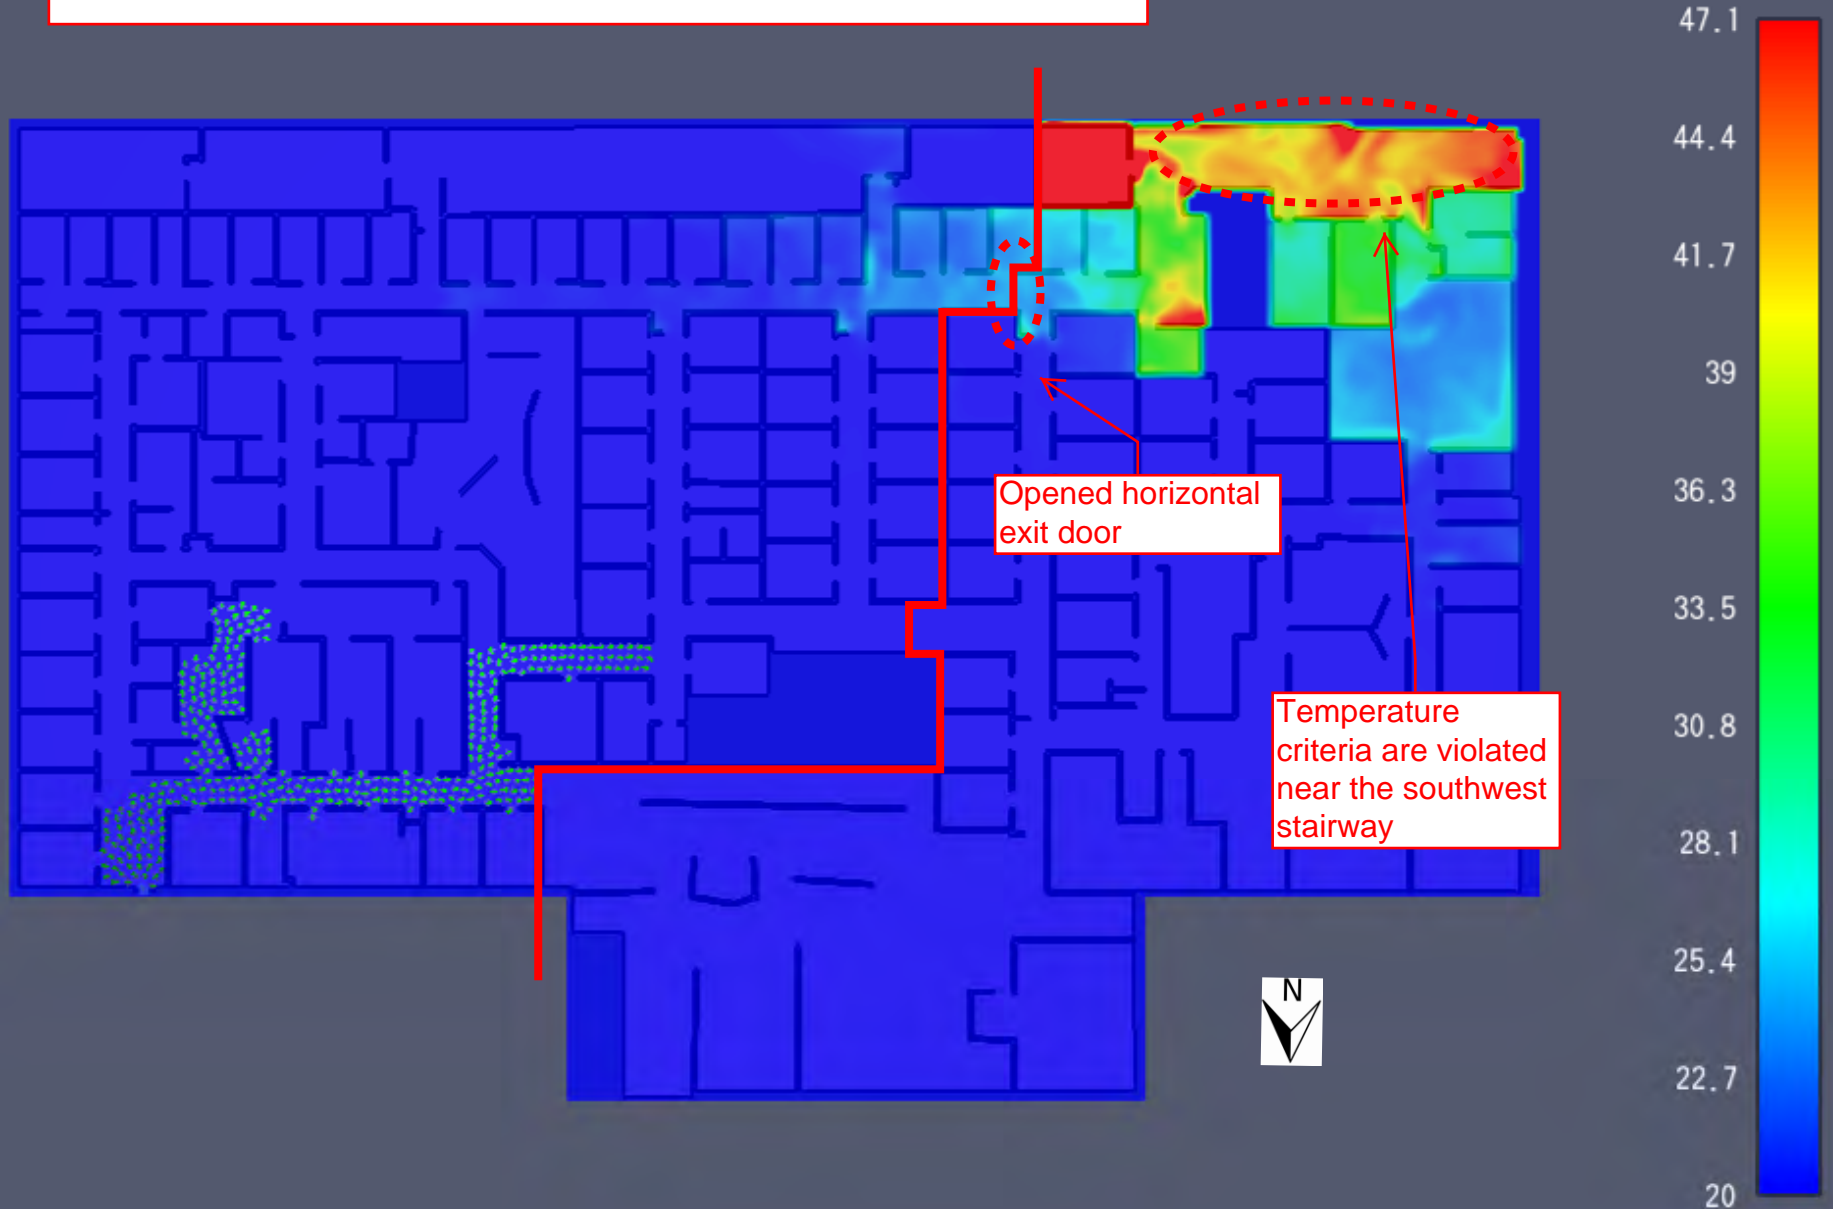 47.1
44.4
41.7
39
36.3
33.5
30.8
28.1
25.4
22.7
20
Opened horizontal
exit door
Temperature
criteria are violated
near the southwest
stairway
N